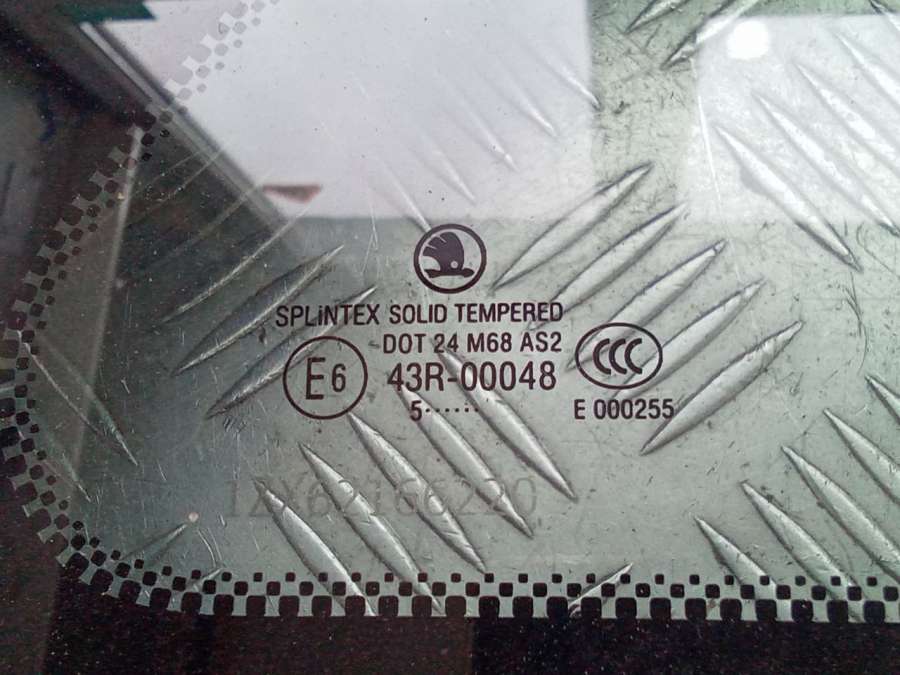 SPLINTEX SOLID TEMPERED
DOT 24 M68 AS2
E6 43R-00048 CCC
5······ E 000255